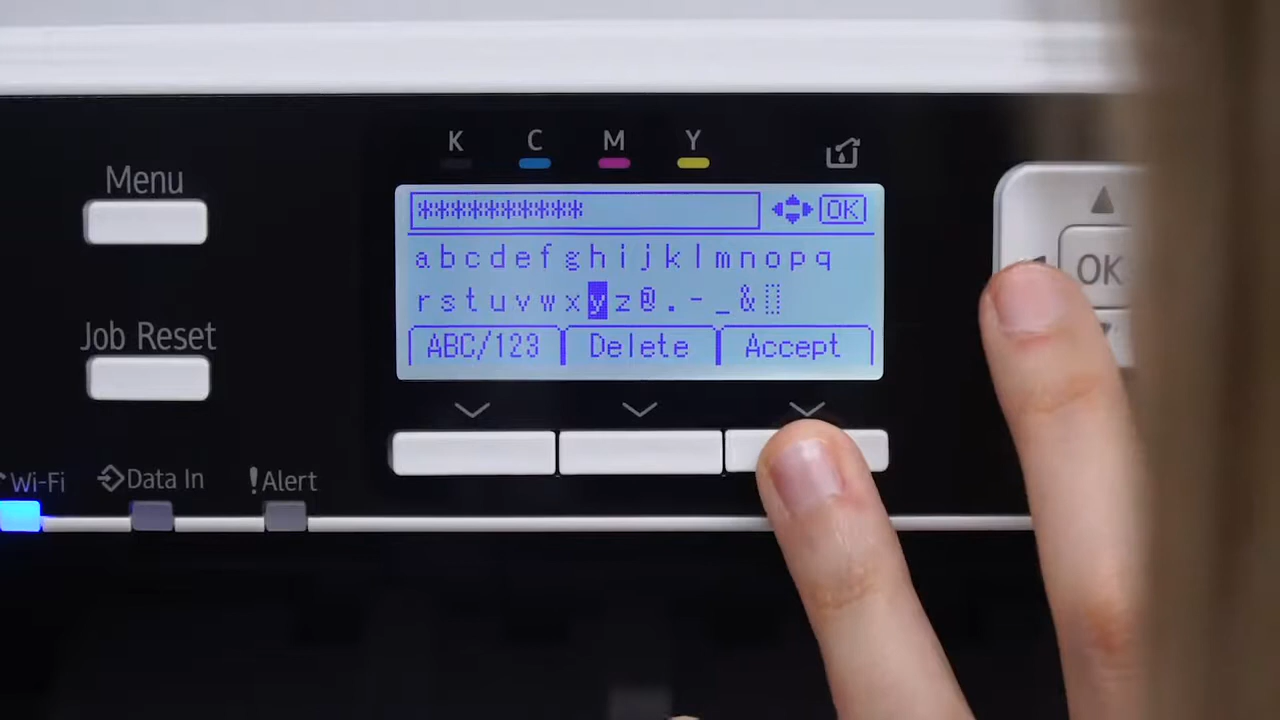 K C M Y
Menu
********** OK
a b c d e f g h i j k l m n o p q
r s t u v w x y z @ . - _ &
ABC/123 Delete Accept
OK
Job Reset
Wi-Fi Data In !Alert